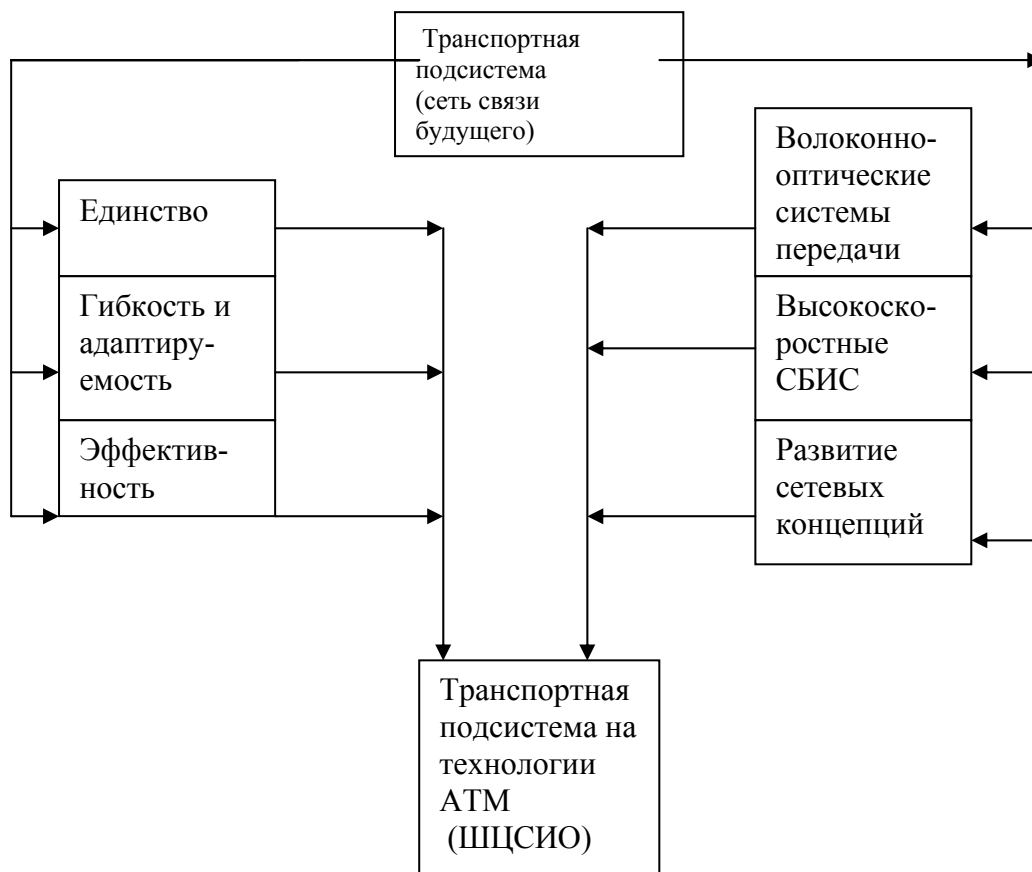 Транспортная
подсистема
(сеть связи
будущего)
Единство
Гибкость и
адаптиру-
емость
Эффектив-
ность
Волоконно-
оптические
системы
передачи
Высокоско-
ростные
СБИС
Развитие
сетевых
концепций
Транспортная
подсистема на
технологии
АТМ
(ШЦСИО)